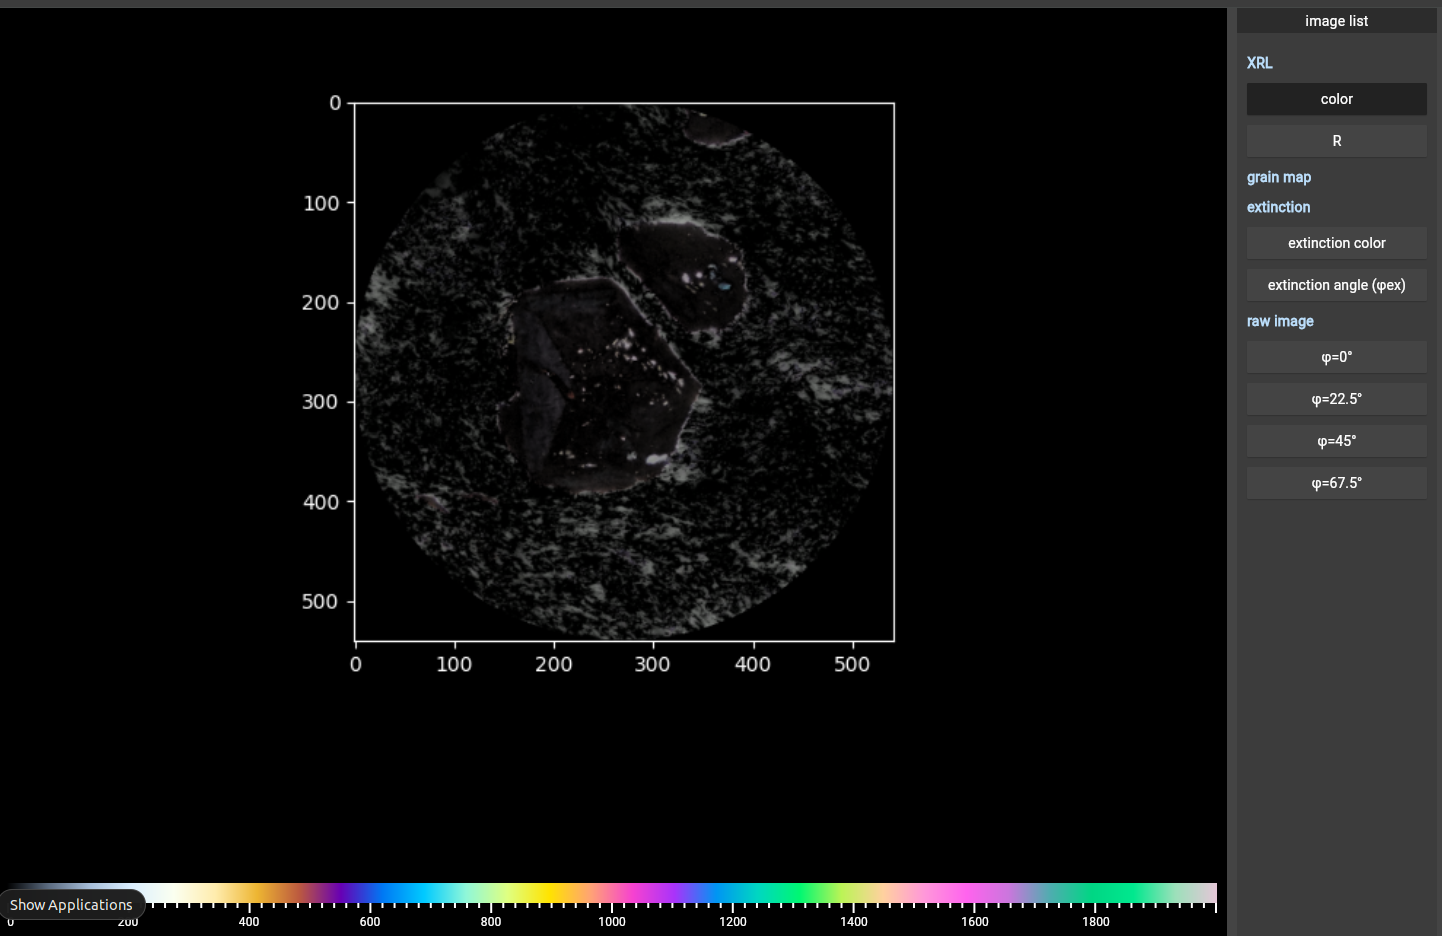 image list
XRL
color
R
grain map
extinction
extinction color
extinction angle (φex)
raw image
φ=0°
φ=22.5°
φ=45°
φ=67.5°
0
100
200
300
400
500
0 100 200 300 400 500
Show Applications
0 200 400 600 800 1000 1200 1400 1600 1800